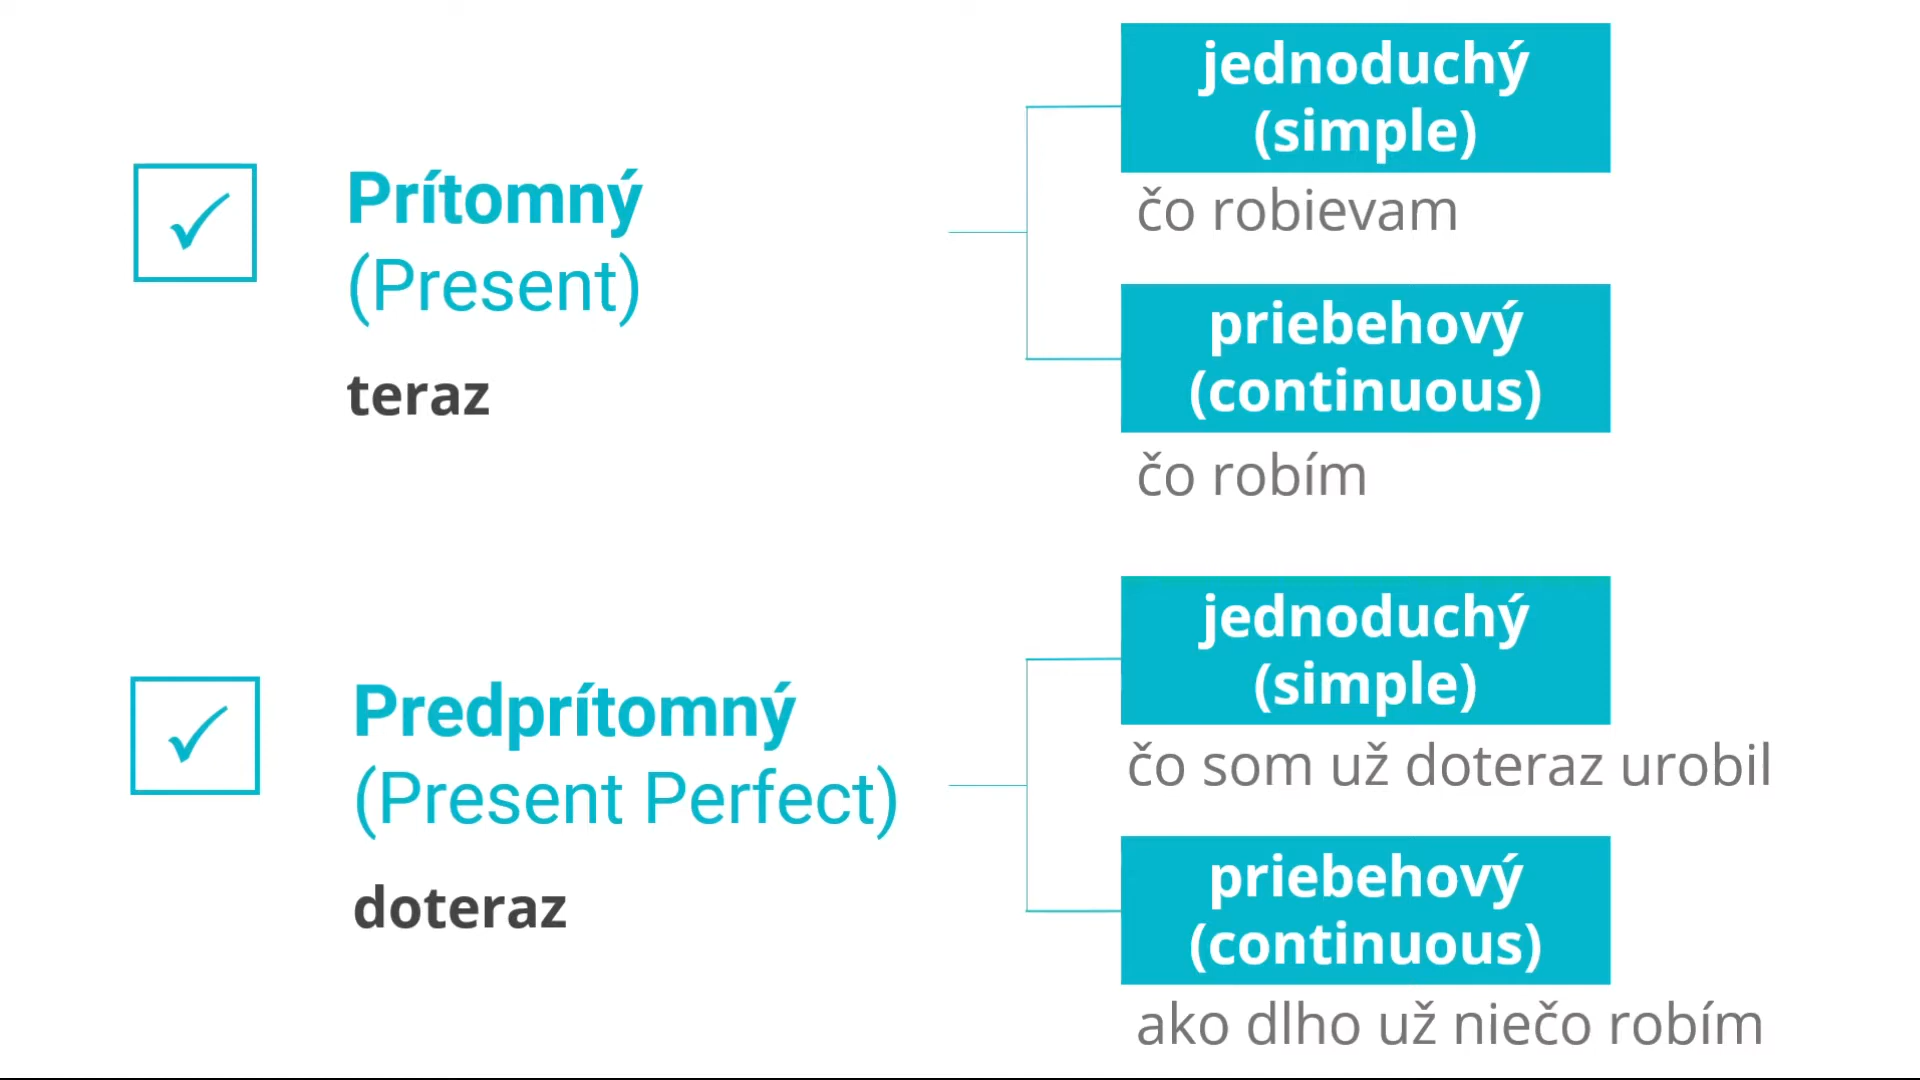 Prítomný
(Present)
teraz
jednoduchý
(simple)
čo robievam
priebehový
(continuous)
čo robím
Predprítomný
(Present Perfect)
doteraz
jednoduchý
(simple)
čo som už doteraz urobil
priebehový
(continuous)
ako dlho už niečo robím